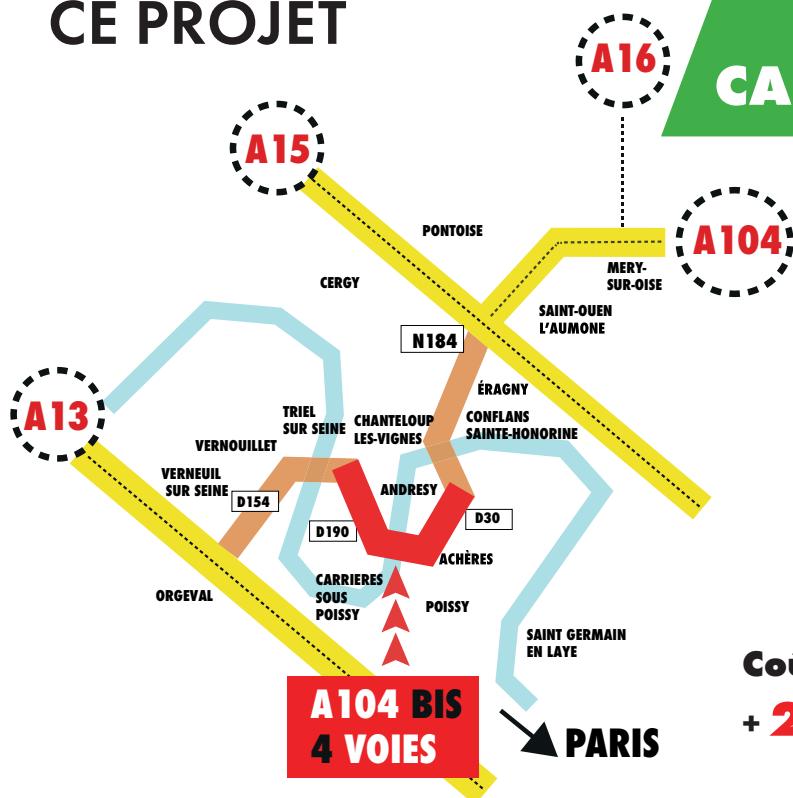 CE PROJET
A16
CA
A15
PONTOISE
A104
MERY-
SUR-OISE
CERGY
SAINT-OUEN
L'AUMONE
N184
ÉRAGNY
A13
TRIEL
SUR SEINE
CHANTELOUP
LES-VIGNES
CONFLANS
SAINTE-HONORINE
VERNOUILLET
VERNEUIL
SUR SEINE
D154
ANDRESY
D30
D190
ACHÈRES
ORGEVAL
CARRIERES
SOUS
POISSY
POISSY
SAINT GERMAIN
EN LAYE
Coù
+ 2
A104 BIS
4 VOIES
PARIS